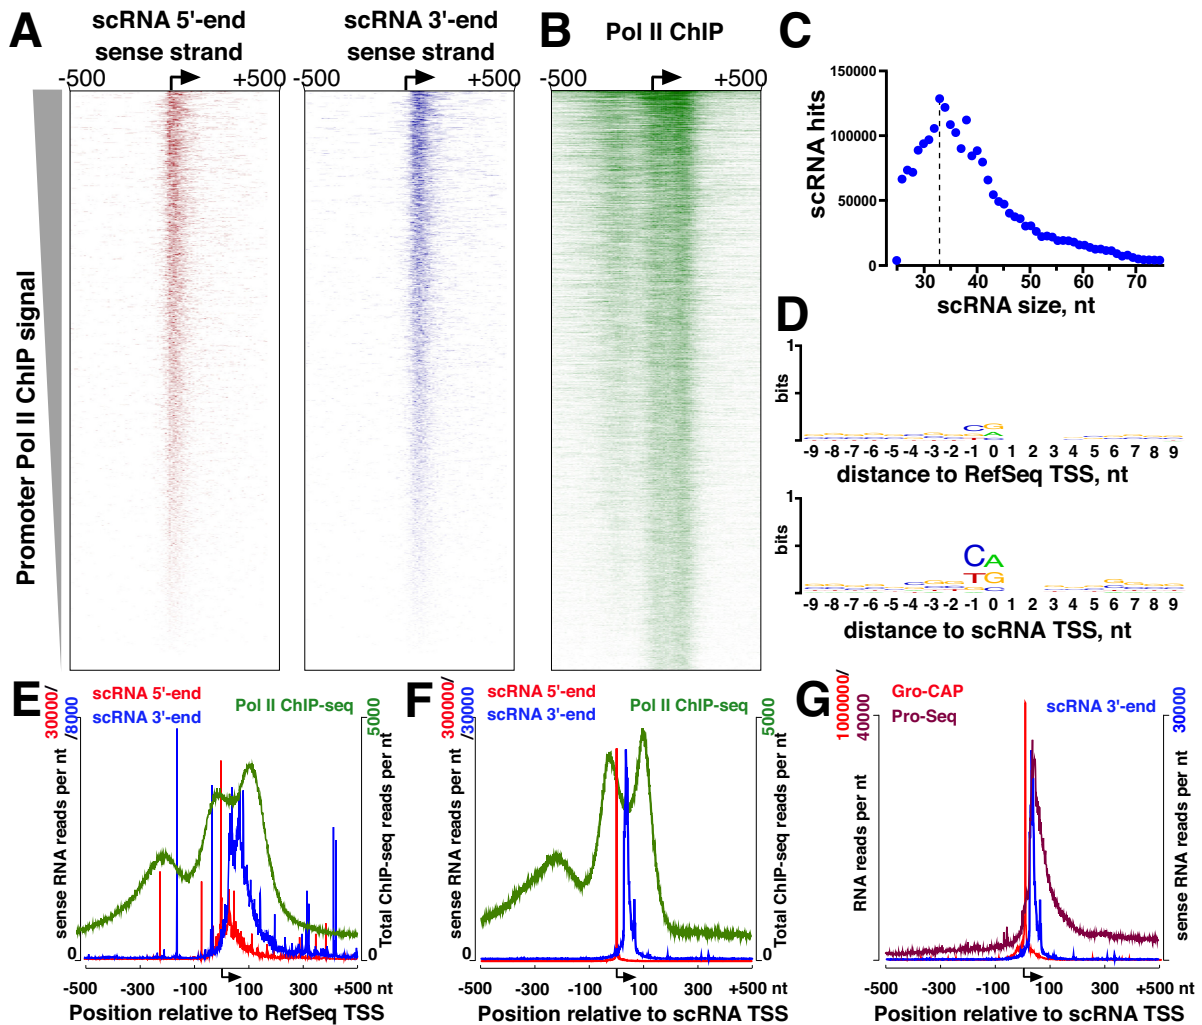 A
scRNA 5'-end
sense strand
-500
+500
scRNA 3'-end
sense strand
-500
+500
Promoter Pol II ChIP signal
B
Pol II ChIP
-500
+500
C
scRNA hits
150000
100000
50000
0
30
40
50
60
70
scRNA size, nt
D
1
bits
C G
T A
-9 -8 -7 -6 -5 -4 -3 -2 -1 0 1 2 3 4 5 6 7 8 9
distance to RefSeq TSS, nt
1
bits
C A
T G
-9 -8 -7 -6 -5 -4 -3 -2 -1 0 1 2 3 4 5 6 7 8 9
distance to scRNA TSS, nt
E
30000/
/8000
scRNA 5'-end
scRNA 3'-end
Pol II ChIP-seq
5000
sense RNA reads per nt
Total ChIP-seq reads per nt
0
0
-500 -300 -100 100 300 +500 nt
Position relative to RefSeq TSS
F
300000/
/30000
scRNA 5'-end
scRNA 3'-end
Pol II ChIP-seq
5000
sense RNA reads per nt
Total ChIP-seq reads per nt
0
0
-500 -300 -100 100 300 +500 nt
Position relative to scRNA TSS
G
100000/
40000
Gro-CAP
Pro-Seq
scRNA 3'-end
30000
RNA reads per nt
sense RNA reads per nt
0
0
-500 -300 -100 100 300 +500 nt
Position relative to scRNA TSS